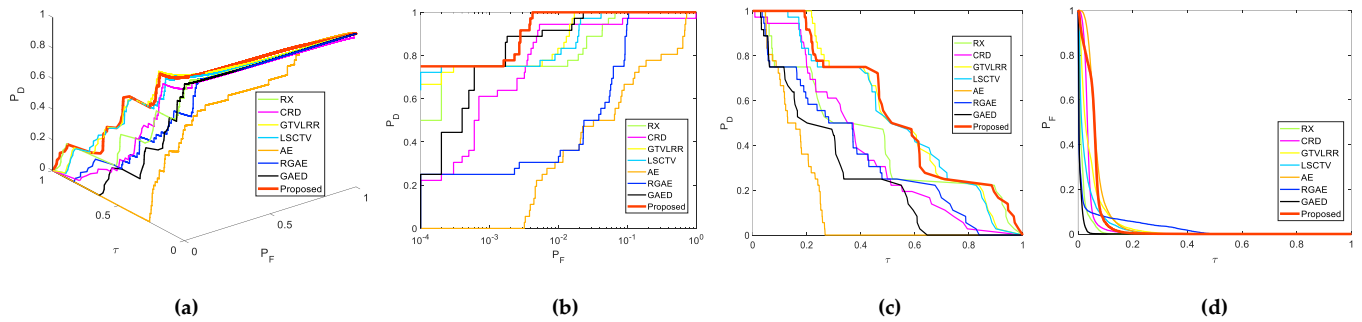 1
0.8
0.6
0.4
0.2
0
P_D
1
0.5
0
τ
0
0.5
1
P_F
RX
CRD
GTVLRR
LSCTV
AE
RGAE
GAED
Proposed
(a)
1
0.8
0.6
0.4
0.2
0
P_D
10^-4
10^-3
10^-2
10^-1
10^0
P_F
RX
CRD
GTVLRR
LSCTV
AE
RGAE
GAED
Proposed
(b)
1
0.8
0.6
0.4
0.2
0
P_D
0
0.2
0.4
0.6
0.8
1
τ
RX
CRD
GTVLRR
LSCTV
AE
RGAE
GAED
Proposed
(c)
1
0.8
0.6
0.4
0.2
0
P_F
0
0.2
0.4
0.6
0.8
1
τ
RX
CRD
GTVLRR
LSCTV
AE
RGAE
GAED
Proposed
(d)